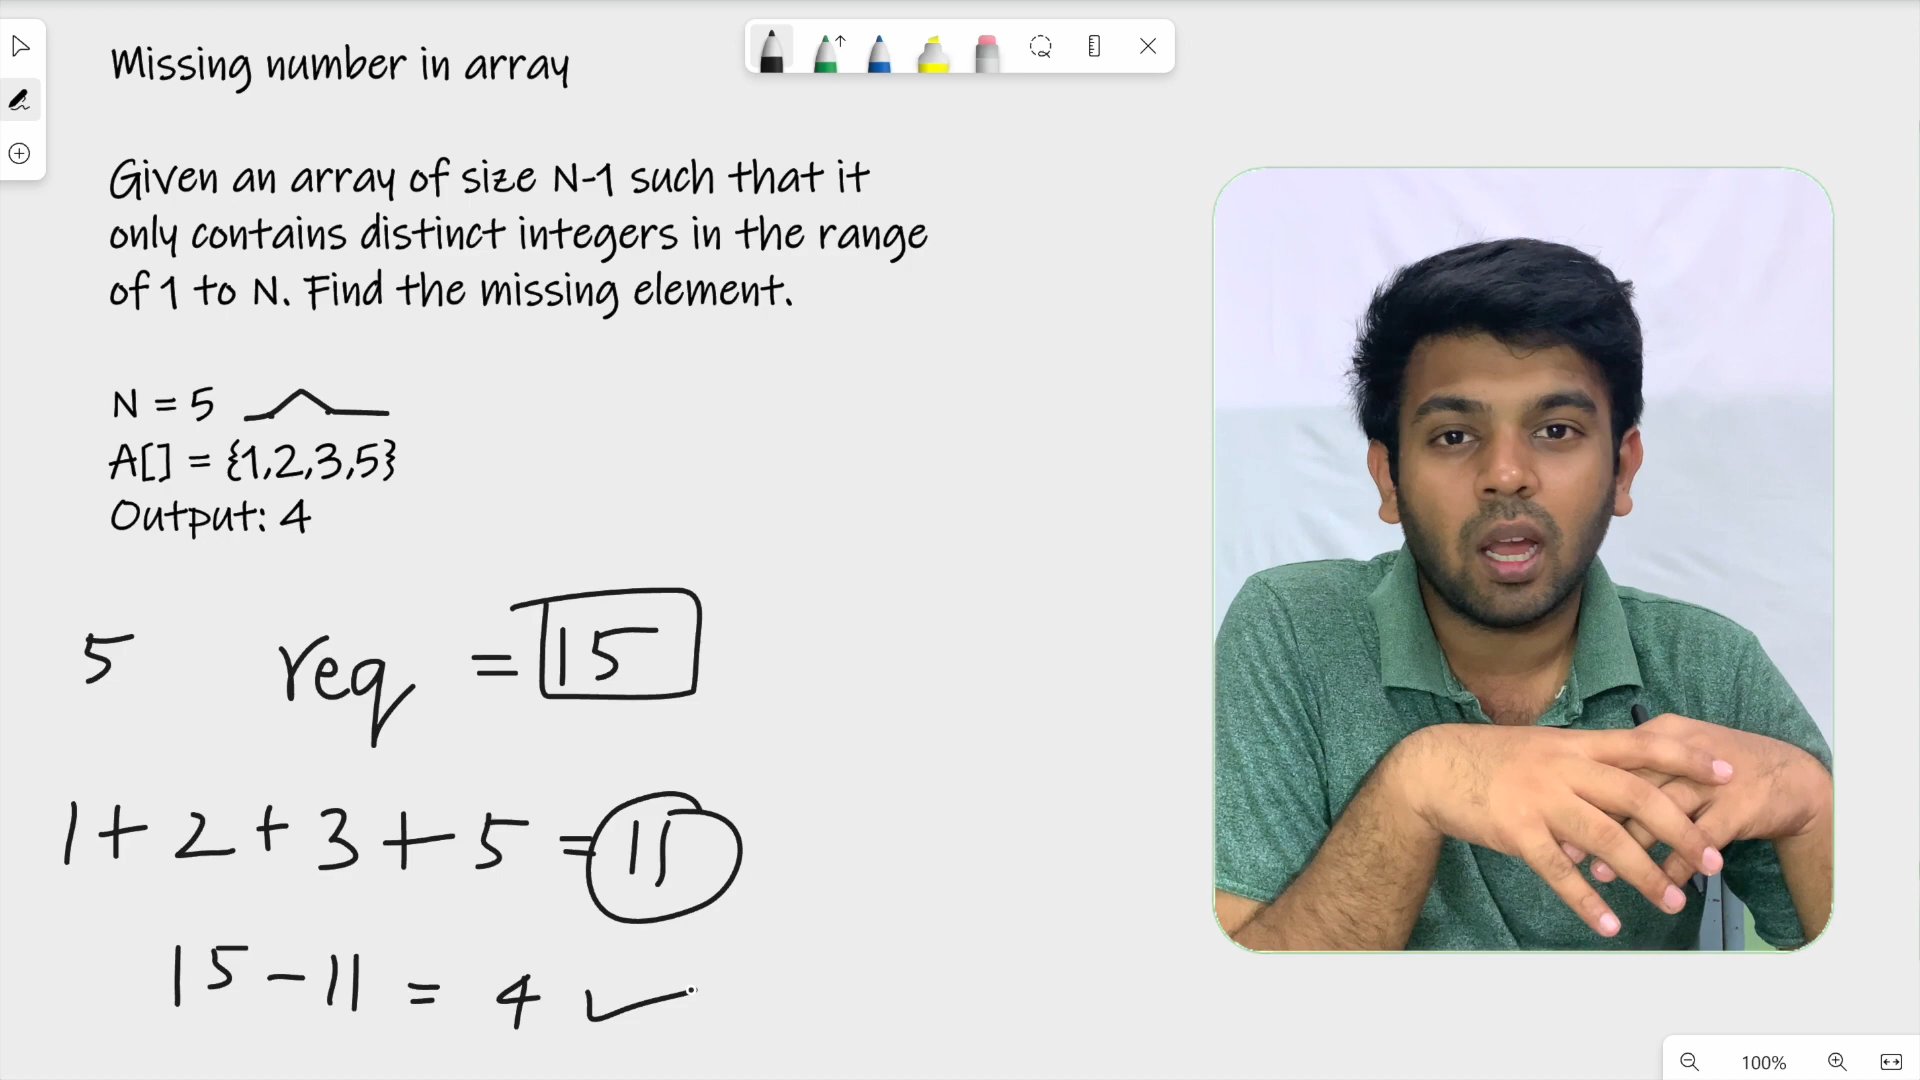 Missing number in array
Given an array of size N-1 such that it
only contains distinct integers in the range
of 1 to N. Find the missing element.
N = 5
A[] = {1,2,3,5}
Output: 4
5 req = 15
1 + 2 + 3 + 5 = 11
15 - 11 = 4
100%